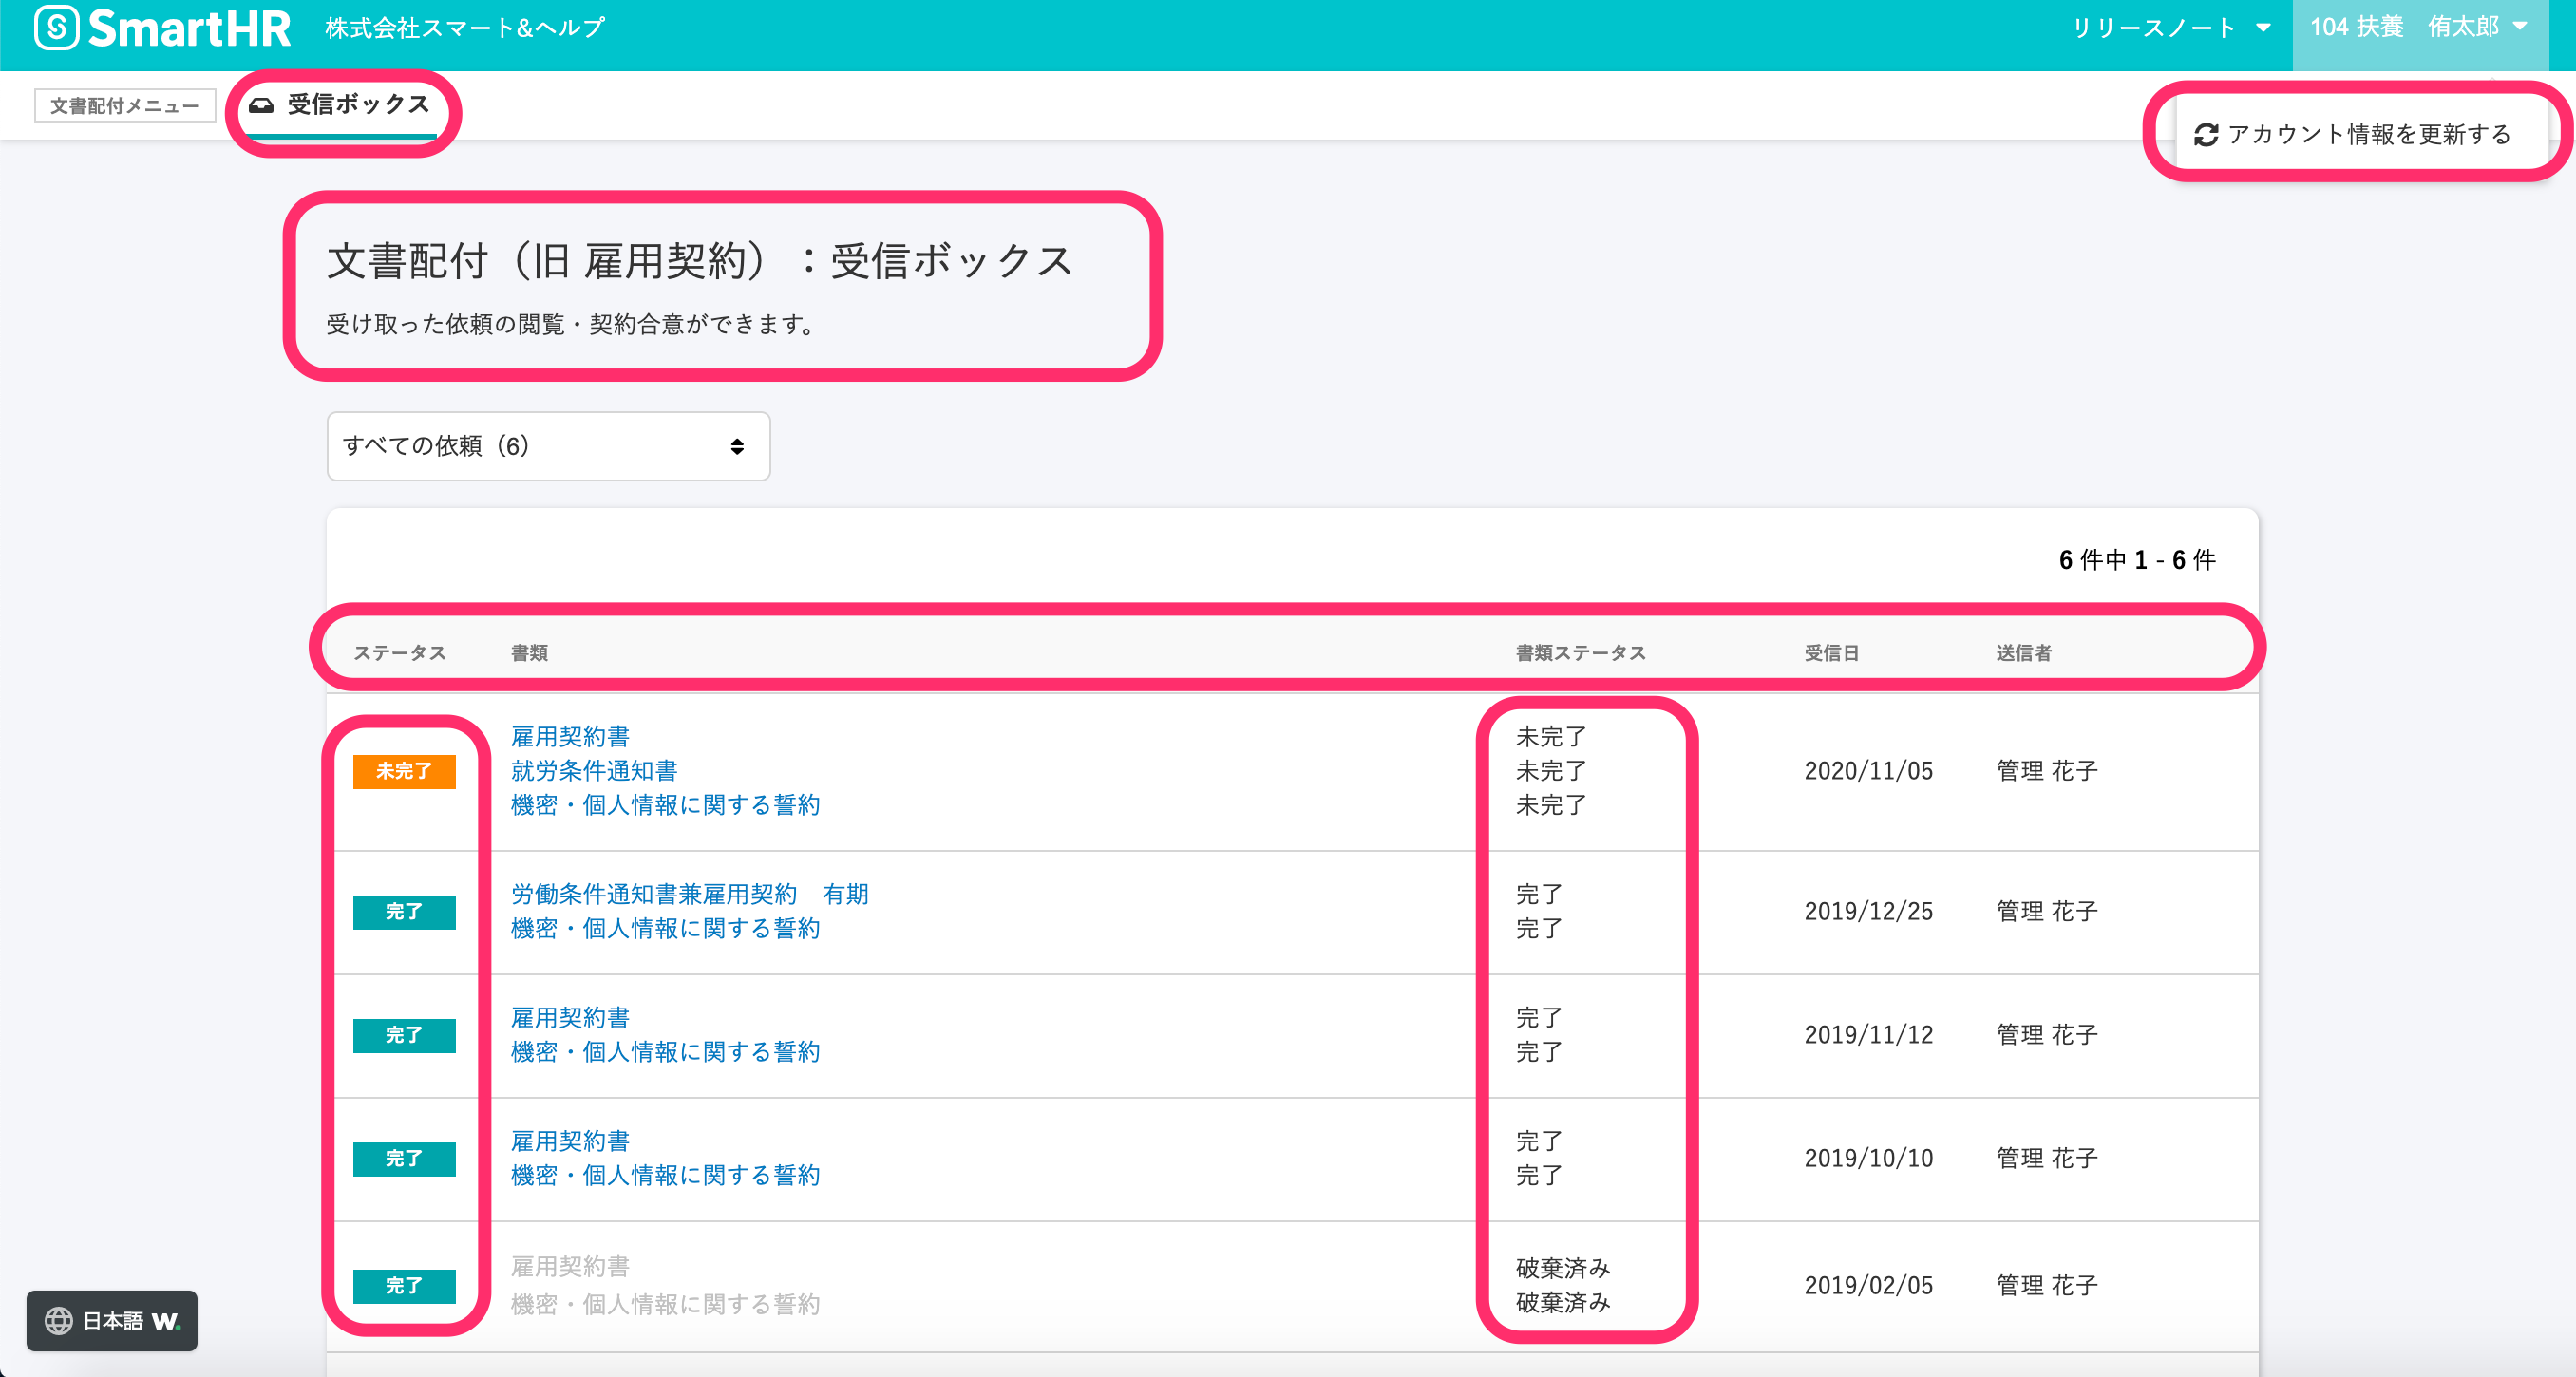 SmartHR 株式会社スマート&ヘルプ リリースノート 104 扶養　侑太郎
文書配付メニュー 受信ボックス
アカウント情報を更新する
文書配付（旧 雇用契約）：受信ボックス
受け取った依頼の閲覧・契約合意ができます。
すべての依頼（6）
6 件中 1 - 6 件
ステータス 書類 書類ステータス 受信日 送信者
雇用契約書 未完了
未完了 就労条件通知書 未完了 2020/11/05 管理 花子
機密・個人情報に関する誓約 未完了
労働条件通知書兼雇用契約　有期 完了
完了 2019/12/25 管理 花子
機密・個人情報に関する誓約 完了
雇用契約書 完了
完了 2019/11/12 管理 花子
機密・個人情報に関する誓約 完了
雇用契約書 完了
完了 2019/10/10 管理 花子
機密・個人情報に関する誓約 完了
雇用契約書 破棄済み
完了 2019/02/05 管理 花子
機密・個人情報に関する誓約 破棄済み
日本語 W.